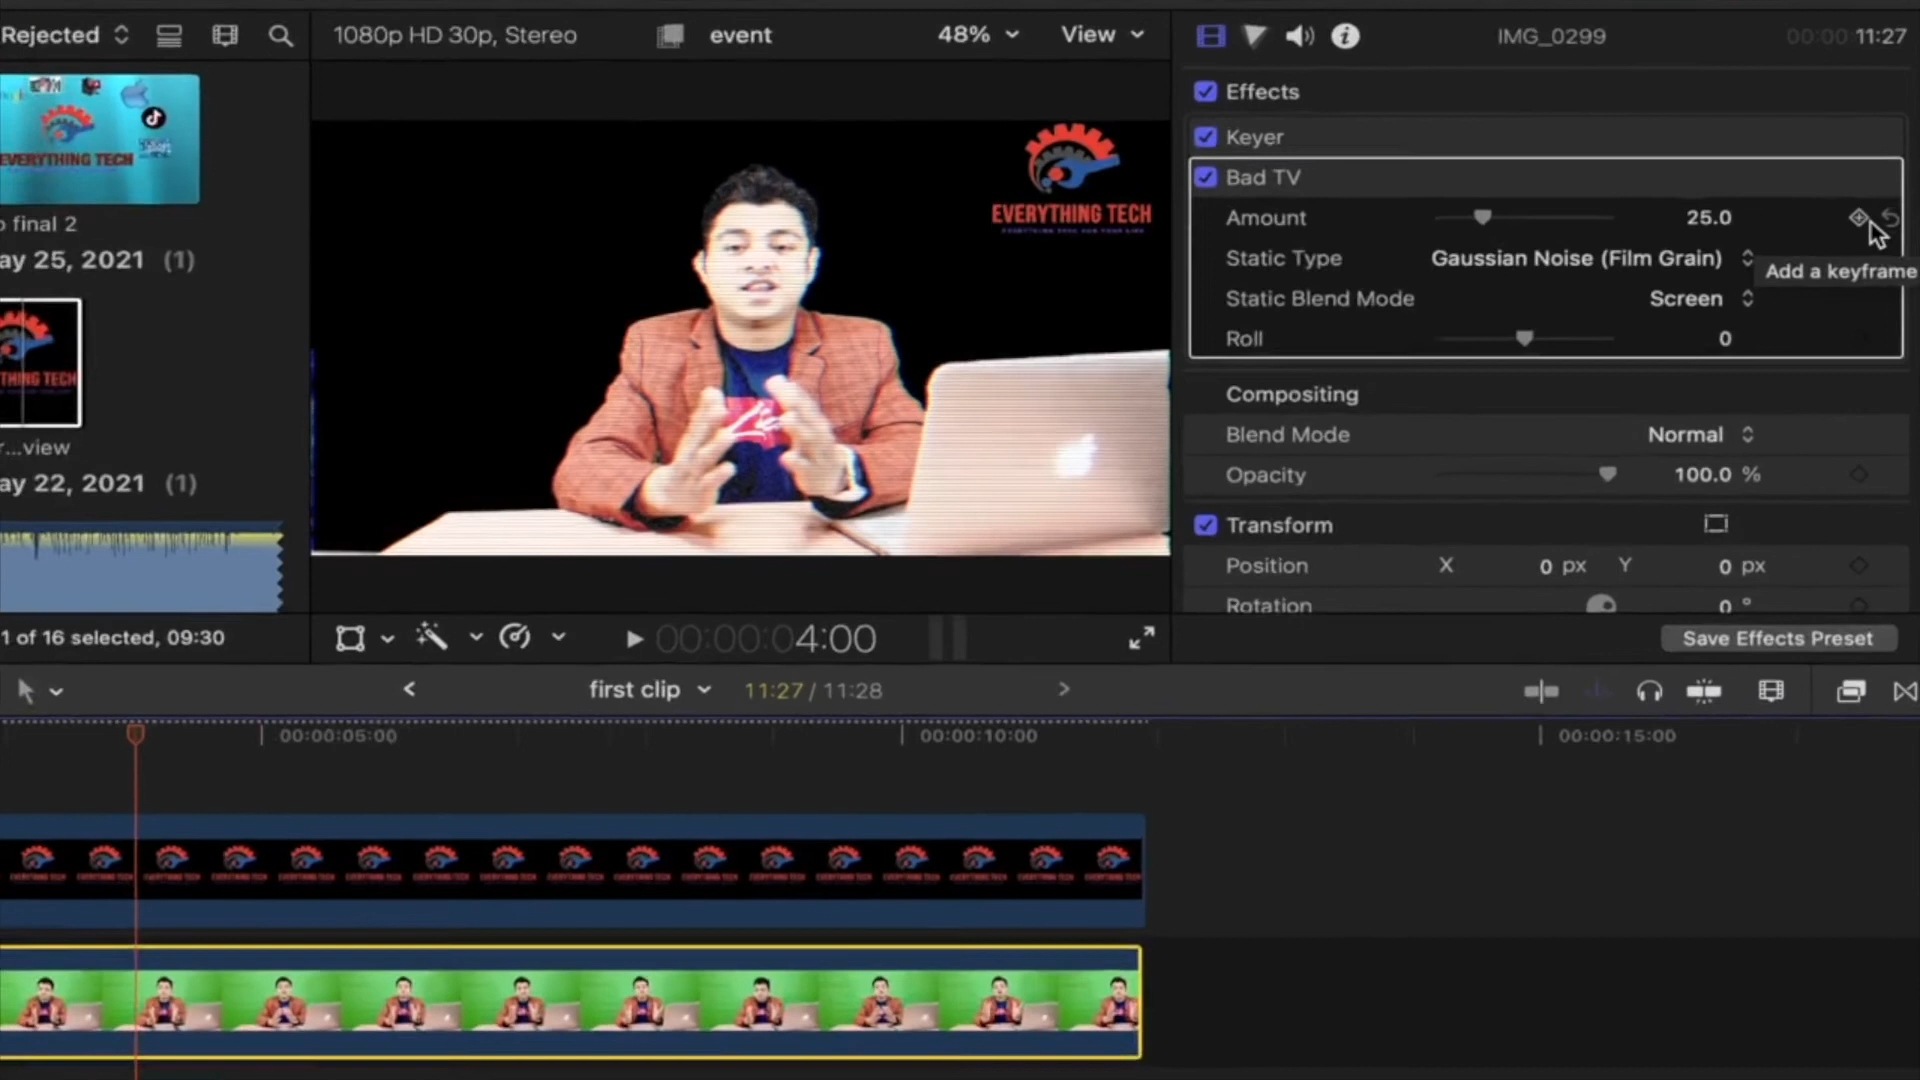 Rejected
1080p HD 30p, Stereo
event
48%
View
IMG_0299
00:00 11:27
EVERYTHING TECH
o final 2
ay 25, 2021 (1)
THING TECH
r...view
ay 22, 2021 (1)
1 of 16 selected, 09:30
EVERYTHING TECH
00:00:04:00
Effects
Keyer
Bad TV
Amount 25.0
Static Type Gaussian Noise (Film Grain)
Add a keyframe
Static Blend Mode Screen
Roll 0
Compositing
Blend Mode Normal
Opacity 100.0 %
Transform
Position X 0 px Y 0 px
Rotation 0 °
Save Effects Preset
first clip
11:27 / 11:28
00:00:05:00
00:00:10:00
00:00:15:00